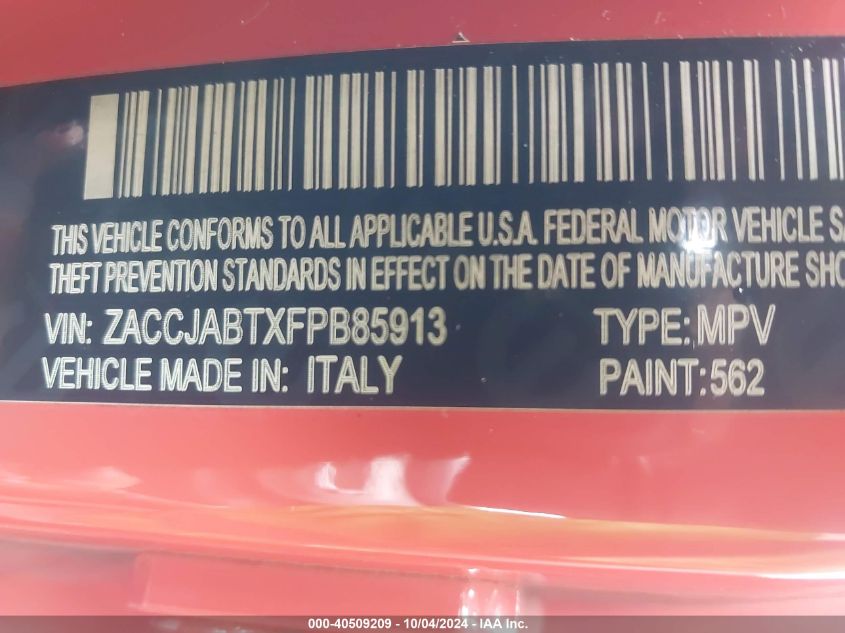 THIS VEHICLE CONFORMS TO ALL APPLICABLE U.S.A. FEDERAL MOTOR VEHICLE
THEFT PREVENTION STANDARDS IN EFFECT ON THE DATE OF MANUFACTURE
VIN: ZACCJABTXFPB85913 TYPE: MPV
VEHICLE MADE IN: ITALY PAINT: 562
000-40509209 - 10/04/2024 - IAA Inc.